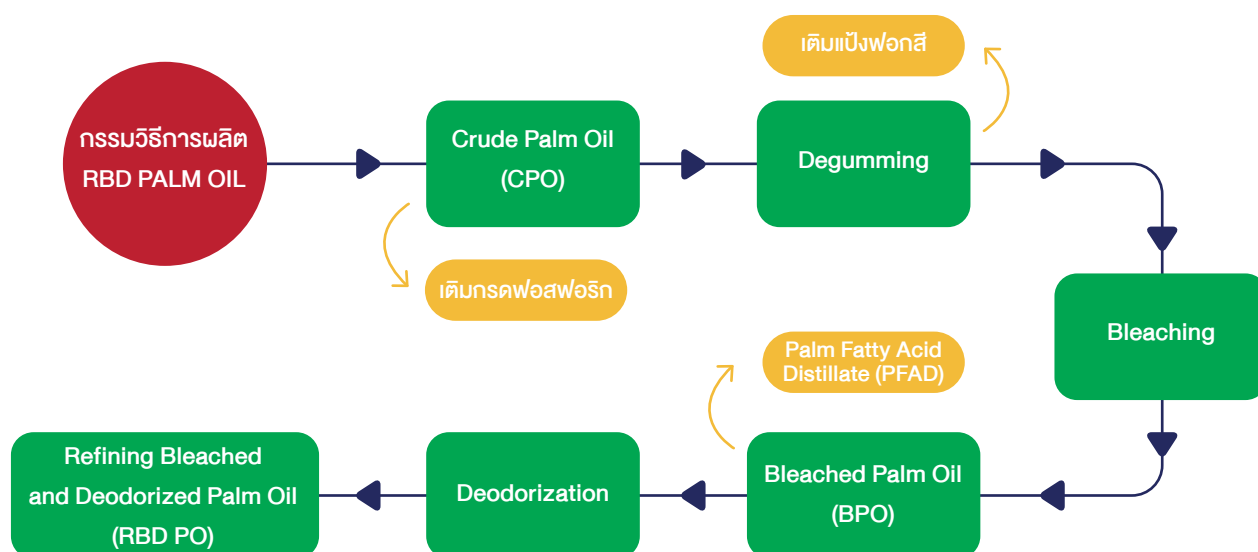 กรรมวิธีการผลิต
RBD PALM OIL
Crude Palm Oil
(CPO)
เติมกรดฟอสฟอริก
Degumming
เติมแป้งฟอกสี
Bleaching
Bleached Palm Oil
(BPO)
Palm Fatty Acid
Distillate (PFAD)
Deodorization
Refining Bleached
and Deodorized Palm Oil
(RBD PO)